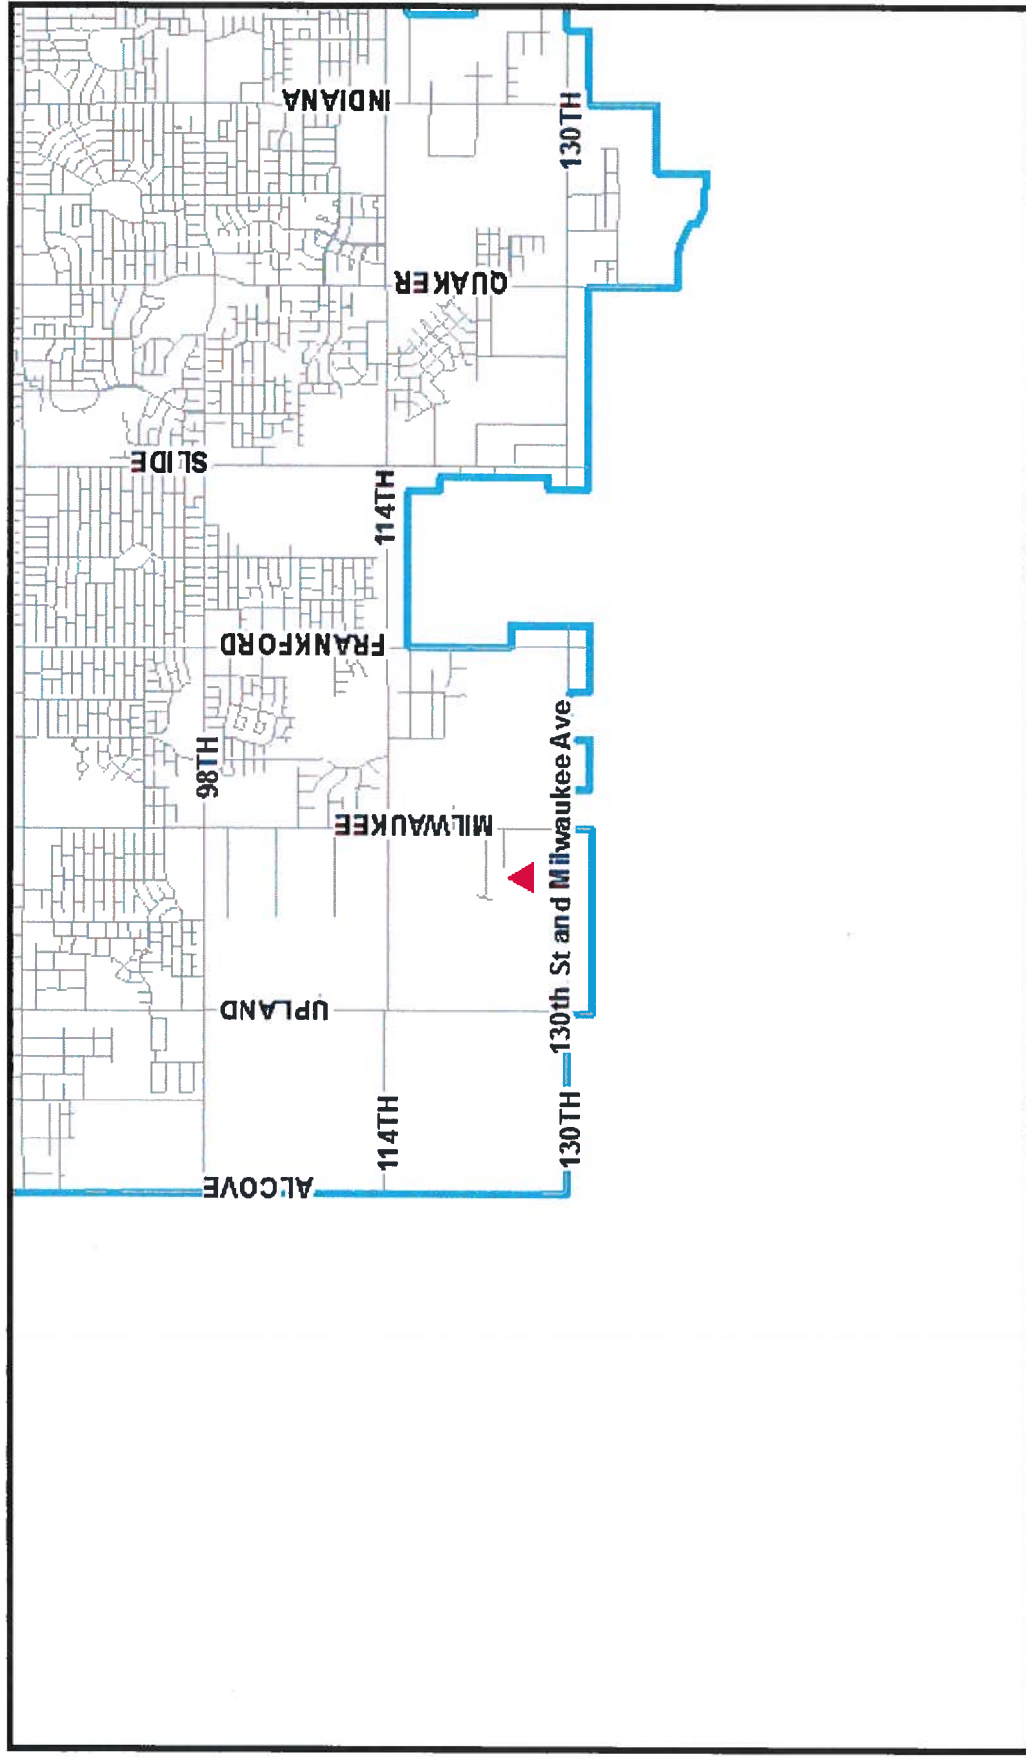 INDIANA
130TH
QUAKER
SLIDE
114TH
FRANKFORD
98TH
MILWAUKEE
130th St and Milwaukee Ave
UPLAND
114TH
130TH
ALCOVE